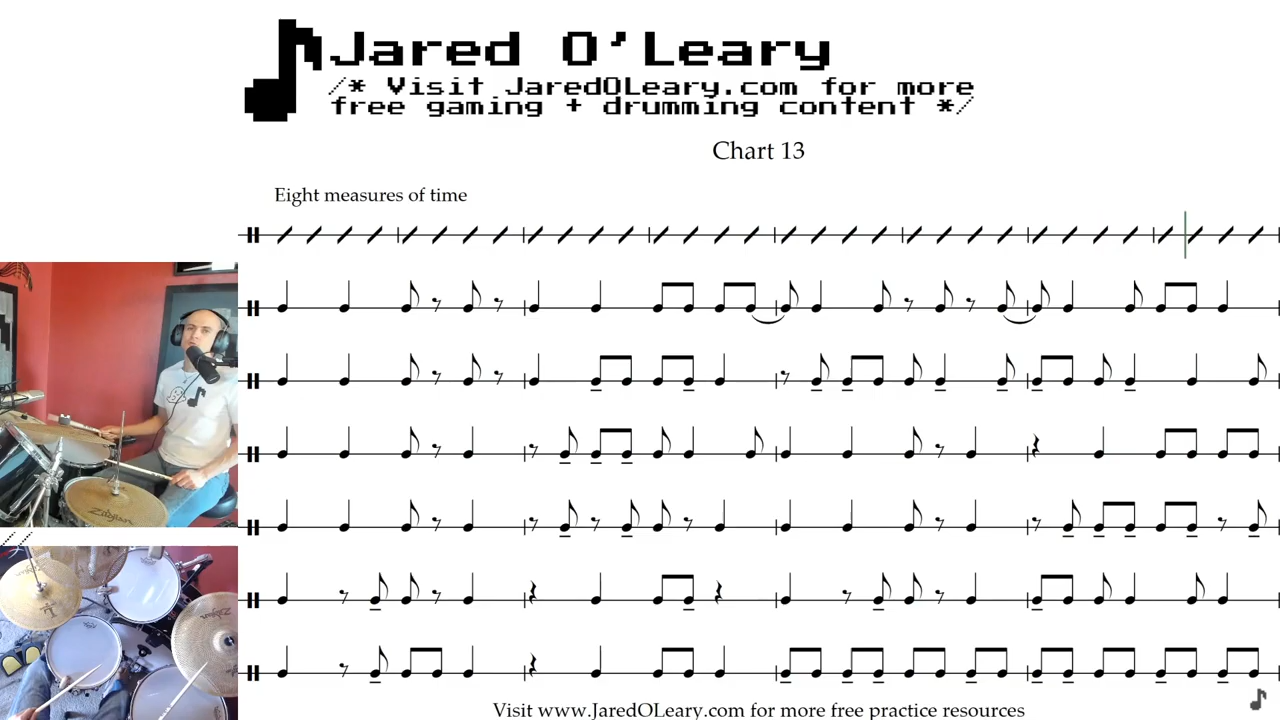 Jared O'Leary
/* Visit JaredOLeary.com for more
free gaming + drumming content */
Chart 13
Eight measures of time
Visit www.JaredOLeary.com for more free practice resources